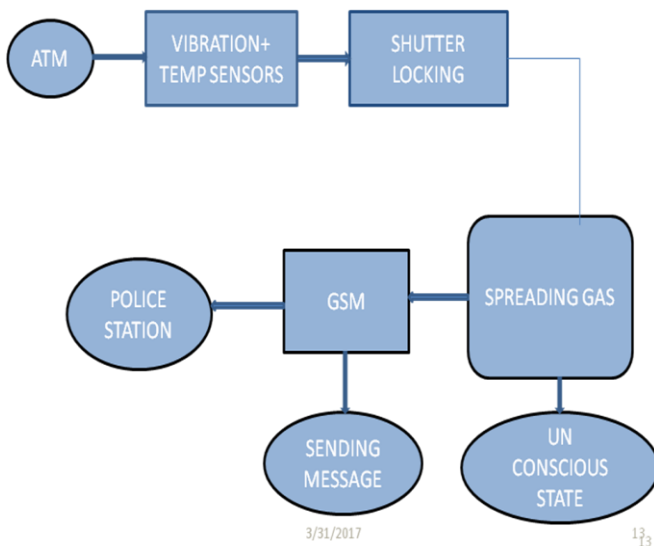 ATM
VIBRATION+
TEMP SENSORS
SHUTTER
LOCKING
POLICE
STATION
GSM
SPREADING GAS
SENDING
MESSAGE
UN
CONSCIOUS
STATE
3/31/2017
13
13